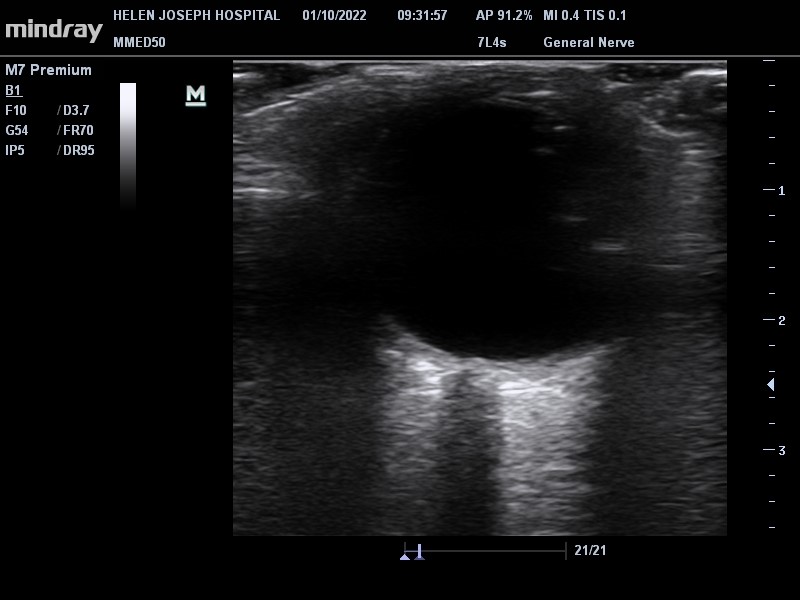 mindray
HELEN JOSEPH HOSPITAL 01/10/2022 09:31:57 AP 91.2% MI 0.4 TIS 0.1
MMED50 7L4s General Nerve
M7 Premium
B1
F10 / D3.7
G54 / FR70
IP5 / DR95
M
1
2
3
21/21